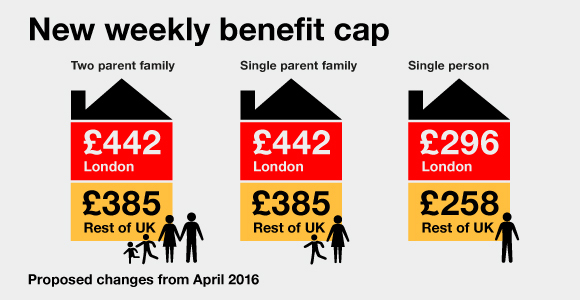 New weekly benefit cap
Two parent family
Single parent family
Single person
£442
London
£442
London
£296
London
£385
Rest of UK
£385
Rest of UK
£258
Rest of UK
Proposed changes from April 2016